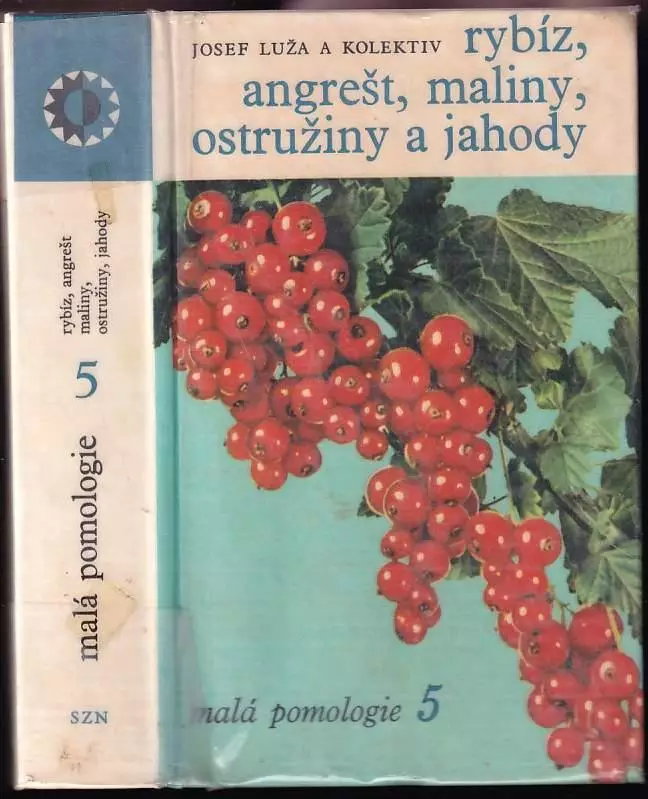 JOSEF LUŽA A KOLEKTIV rybíz,
angrešt, maliny,
ostružiny a jahody
malá pomologie 5
rybíz, angrešt
maliny,
ostružiny, jahody
5
malá pomologie
SZN